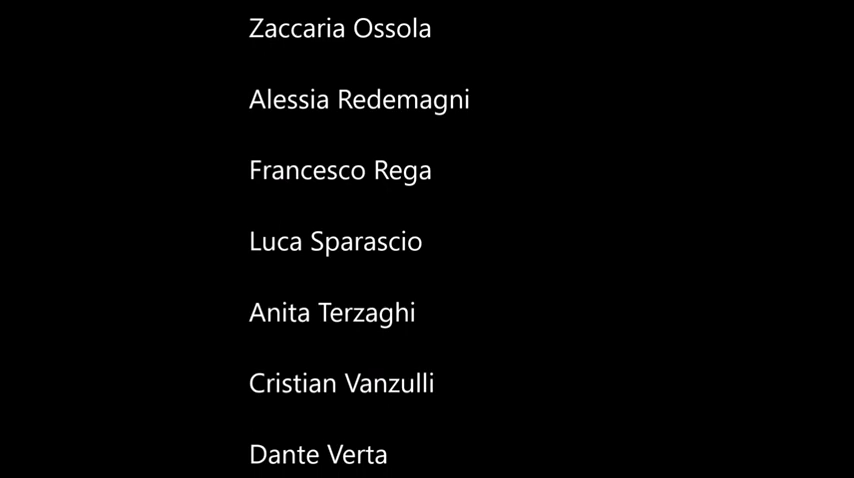 Zaccaria Ossola
Alessia Redemagni
Francesco Rega
Luca Sparascio
Anita Terzaghi
Cristian Vanzulli
Dante Verta